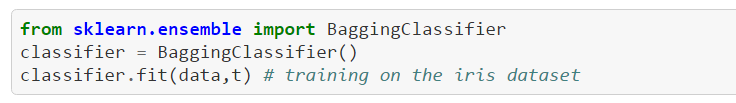 from sklearn.ensemble import BaggingClassifier
classifier = BaggingClassifier()
classifier.fit(data,t) # training on the iris dataset